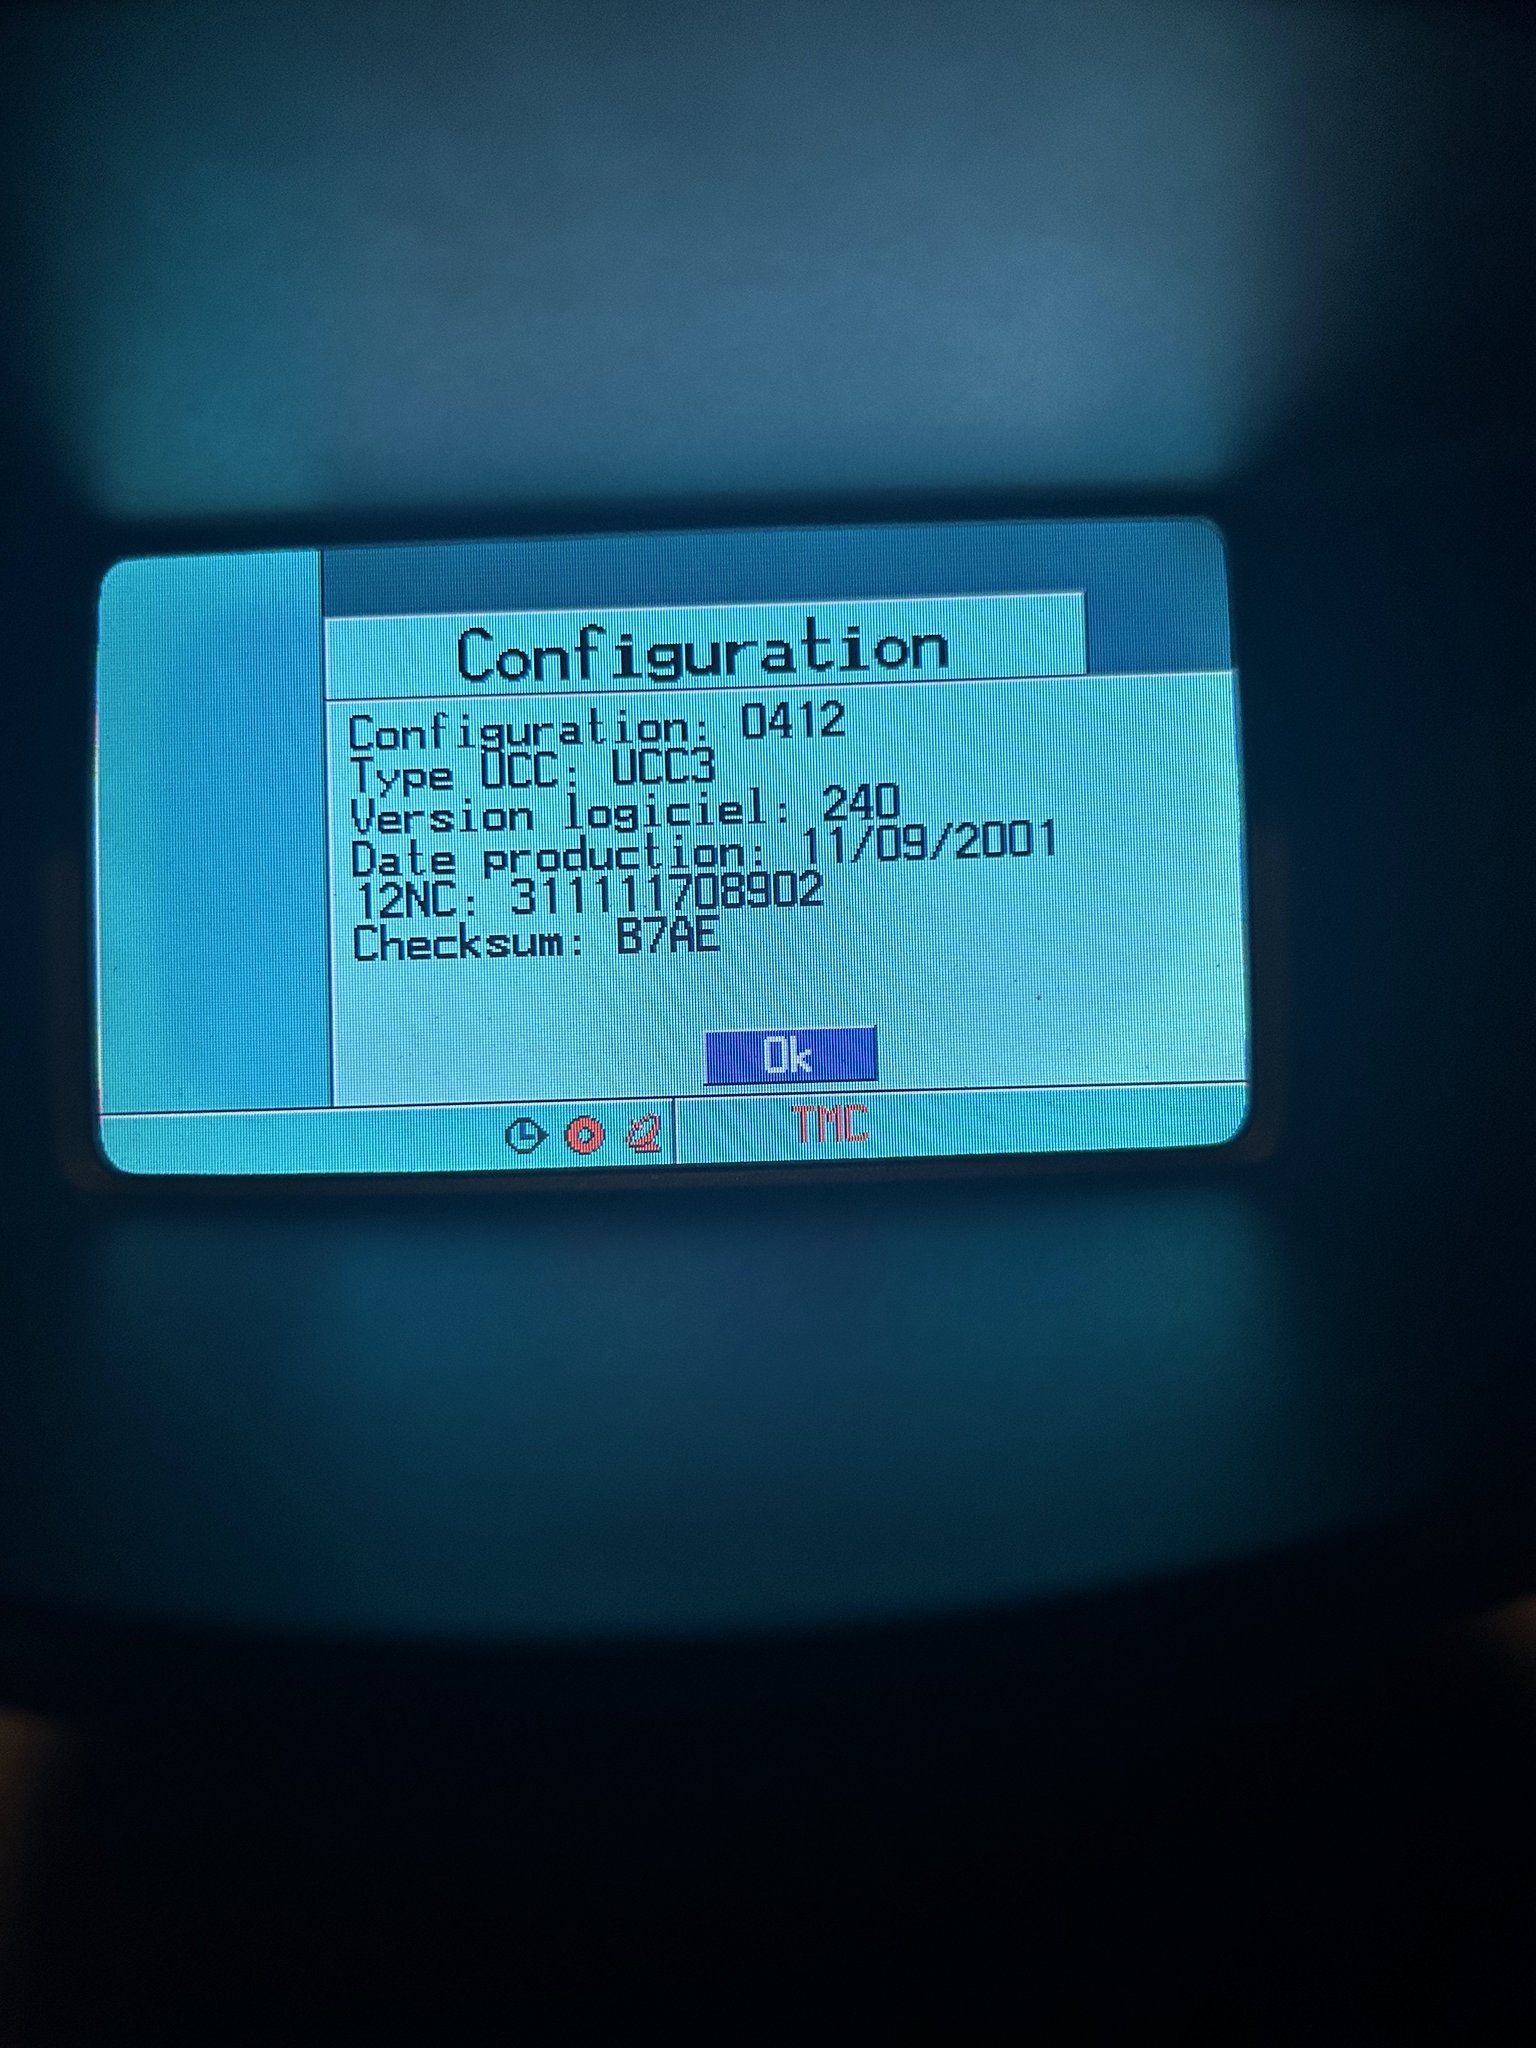 Configuration
Configuration: 0412
Type UCC: UCC3
Version logiciel: 240
Date production: 11/09/2001
12NC: 311111708902
Checksum: B7AE
Ok
TMC